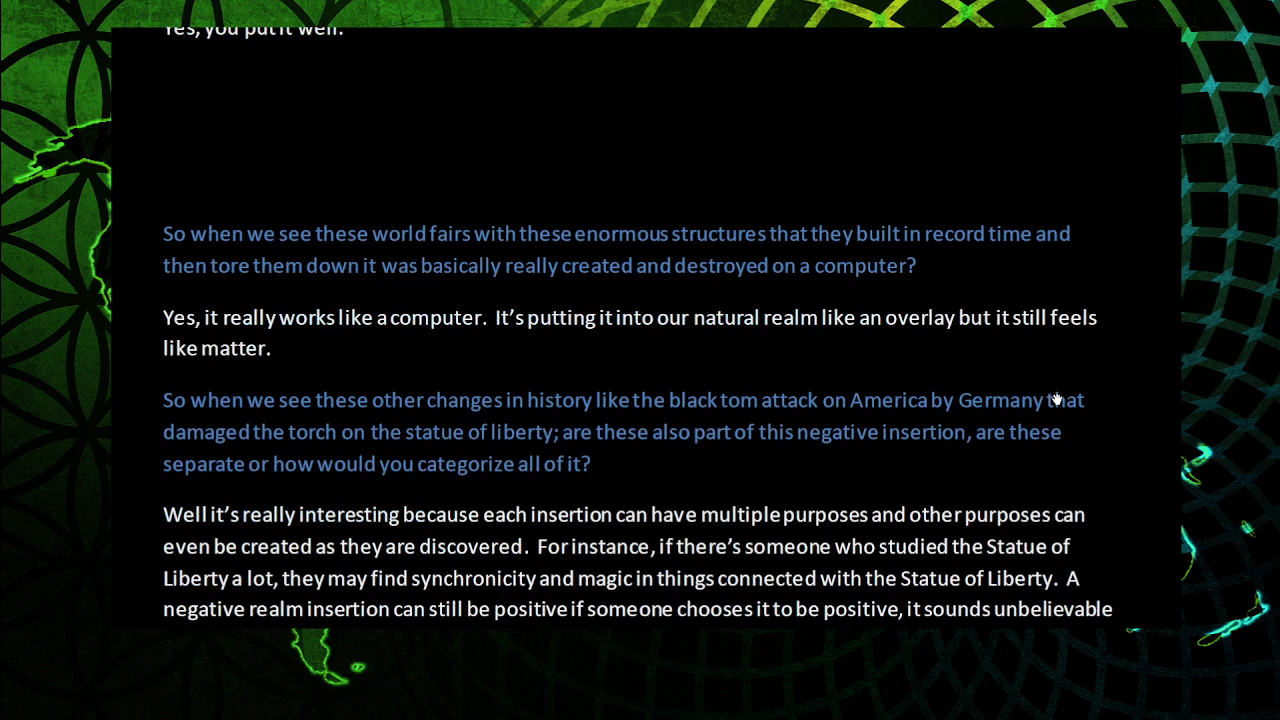 Yes, you put it well.
So when we see these world fairs with these enormous structures that they built in record time and
then tore them down it was basically really created and destroyed on a computer?
Yes, it really works like a computer.  It’s putting it into our natural realm like an overlay but it still feels
like matter.
So when we see these other changes in history like the black tom attack on America by Germany that
damaged the torch on the statue of liberty; are these also part of this negative insertion, are these
separate or how would you categorize all of it?
Well it’s really interesting because each insertion can have multiple purposes and other purposes can
even be created as they are discovered.  For instance, if there’s someone who studied the Statue of
Liberty a lot, they may find synchronicity and magic in things connected with the Statue of Liberty.  A
negative realm insertion can still be positive if someone chooses it to be positive, it sounds unbelievable